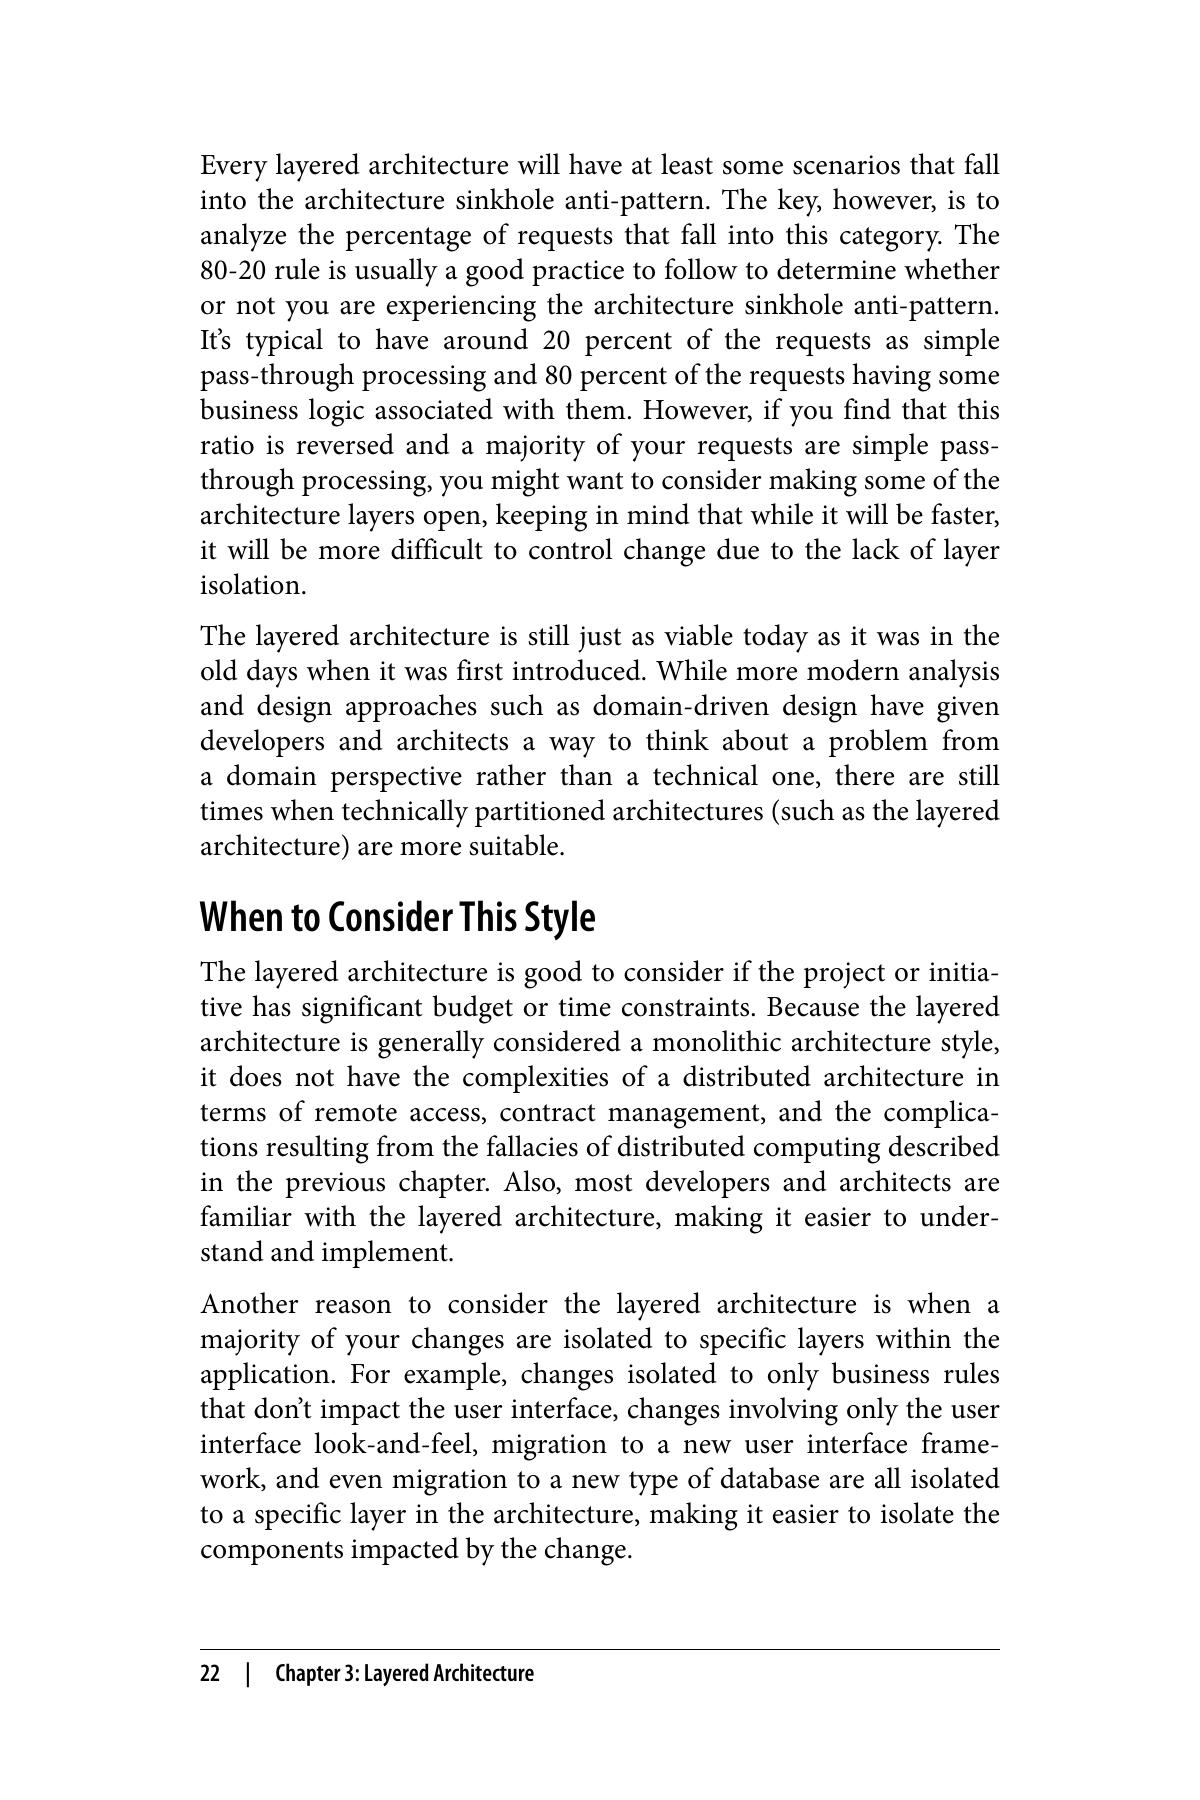 Every layered architecture will have at least some scenarios that fall
into the architecture sinkhole anti-pattern. The key, however, is to
analyze the percentage of requests that fall into this category. The
80-20 rule is usually a good practice to follow to determine whether
or not you are experiencing the architecture sinkhole anti-pattern.
It’s typical to have around 20 percent of the requests as simple
pass-through processing and 80 percent of the requests having some
business logic associated with them. However, if you find that this
ratio is reversed and a majority of your requests are simple pass-
through processing, you might want to consider making some of the
architecture layers open, keeping in mind that while it will be faster,
it will be more difficult to control change due to the lack of layer
isolation.
The layered architecture is still just as viable today as it was in the
old days when it was first introduced. While more modern analysis
and design approaches such as domain-driven design have given
developers and architects a way to think about a problem from
a domain perspective rather than a technical one, there are still
times when technically partitioned architectures (such as the layered
architecture) are more suitable.
When to Consider This Style
The layered architecture is good to consider if the project or initia-
tive has significant budget or time constraints. Because the layered
architecture is generally considered a monolithic architecture style,
it does not have the complexities of a distributed architecture in
terms of remote access, contract management, and the complica-
tions resulting from the fallacies of distributed computing described
in the previous chapter. Also, most developers and architects are
familiar with the layered architecture, making it easier to under-
stand and implement.
Another reason to consider the layered architecture is when a
majority of your changes are isolated to specific layers within the
application. For example, changes isolated to only business rules
that don’t impact the user interface, changes involving only the user
interface look-and-feel, migration to a new user interface frame-
work, and even migration to a new type of database are all isolated
to a specific layer in the architecture, making it easier to isolate the
components impacted by the change.
22 | Chapter 3: Layered Architecture